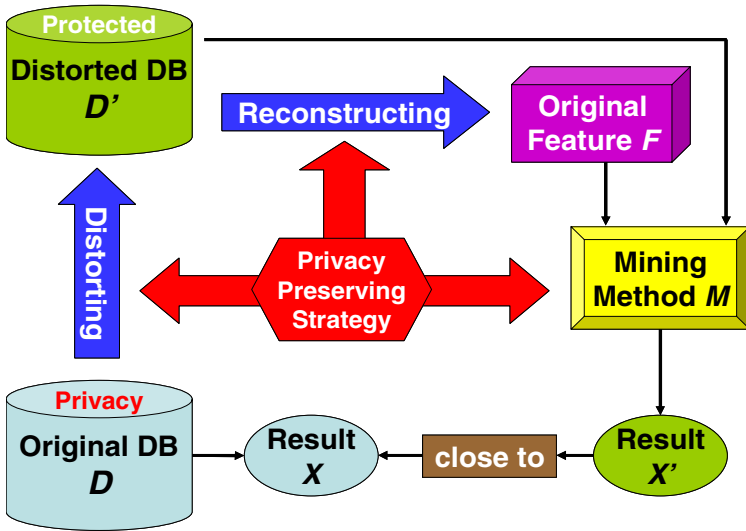 Protected
Distorted DB
D'
Reconstructing
Original
Feature F
Distorting
Privacy
Preserving
Strategy
Mining
Method M
Privacy
Original DB
D
Result
X
close to
Result
X'